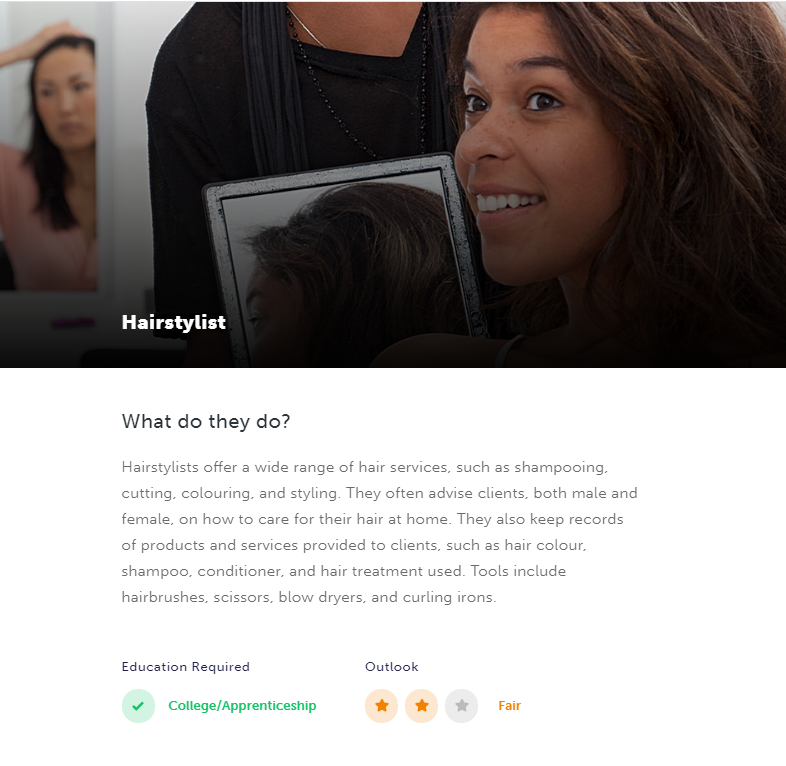 Hairstylist
What do they do?
Hairstylists offer a wide range of hair services, such as shampooing,
cutting, colouring, and styling. They often advise clients, both male and
female, on how to care for their hair at home. They also keep records
of products and services provided to clients, such as hair colour,
shampoo, conditioner, and hair treatment used. Tools include
hairbrushes, scissors, blow dryers, and curling irons.
Education Required
Outlook
College/Apprenticeship
Fair